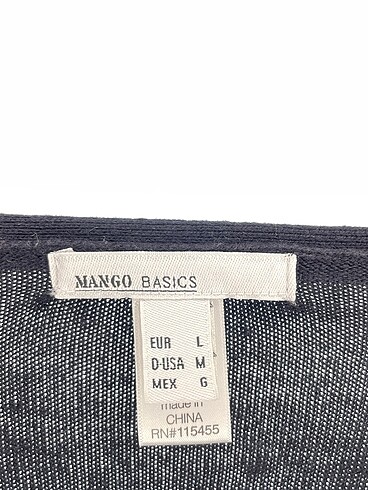 MANGO BASICS
EUR L
D-USA M
MEX G
made in
CHINA
RN#115455